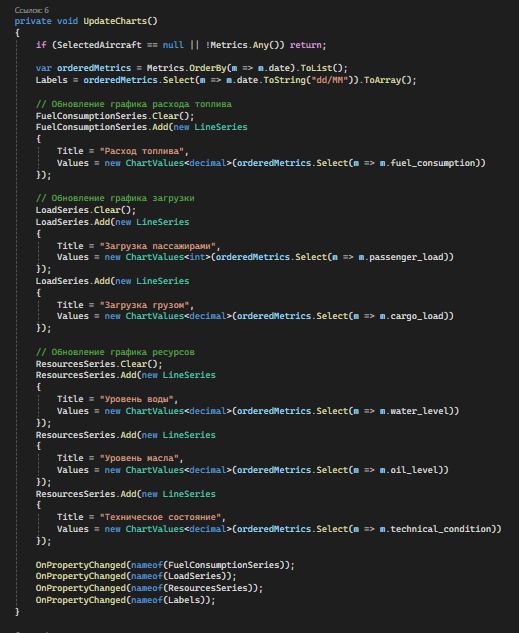 Ссылок: 6
private void UpdateCharts()
{
    if (SelectedAircraft == null || !Metrics.Any()) return;

    var orderedMetrics = Metrics.OrderBy(m => m.date).ToList();
    Labels = orderedMetrics.Select(m => m.date.ToString("dd/MM")).ToArray();

    // Обновление графика расхода топлива
    FuelConsumptionSeries.Clear();
    FuelConsumptionSeries.Add(new LineSeries
    {
        Title = "Расход топлива",
        Values = new ChartValues<decimal>(orderedMetrics.Select(m => m.fuel_consumption))
    });

    // Обновление графика загрузки
    LoadSeries.Clear();
    LoadSeries.Add(new LineSeries
    {
        Title = "Загрузка пассажирами",
        Values = new ChartValues<int>(orderedMetrics.Select(m => m.passenger_load))
    });
    LoadSeries.Add(new LineSeries
    {
        Title = "Загрузка грузом",
        Values = new ChartValues<decimal>(orderedMetrics.Select(m => m.cargo_load))
    });

    // Обновление графика ресурсов
    ResourcesSeries.Clear();
    ResourcesSeries.Add(new LineSeries
    {
        Title = "Уровень воды",
        Values = new ChartValues<decimal>(orderedMetrics.Select(m => m.water_level))
    });
    ResourcesSeries.Add(new LineSeries
    {
        Title = "Уровень масла",
        Values = new ChartValues<decimal>(orderedMetrics.Select(m => m.oil_level))
    });
    ResourcesSeries.Add(new LineSeries
    {
        Title = "Техническое состояние",
        Values = new ChartValues<decimal>(orderedMetrics.Select(m => m.technical_condition))
    });

    OnPropertyChanged(nameof(FuelConsumptionSeries));
    OnPropertyChanged(nameof(LoadSeries));
    OnPropertyChanged(nameof(ResourcesSeries));
    OnPropertyChanged(nameof(Labels));
}